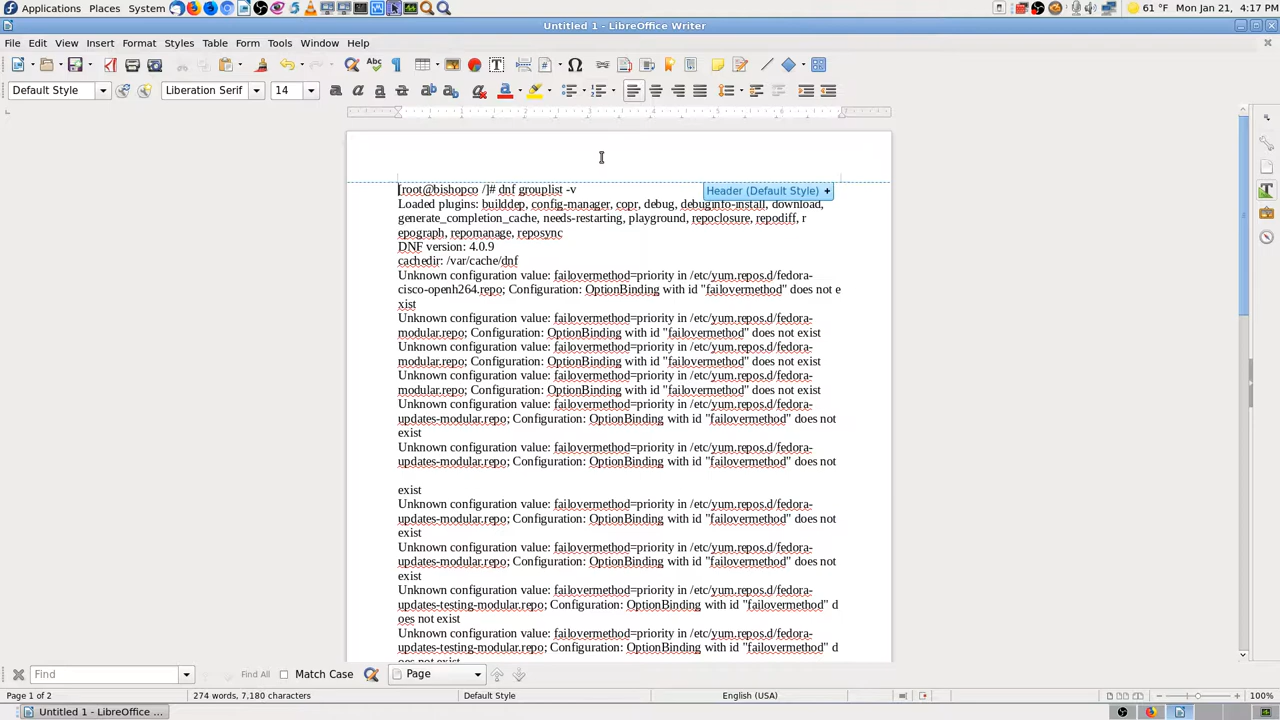 Applications Places System 61 °F Mon Jan 21, 4:17 PM
Untitled 1 - LibreOffice Writer
File Edit View Insert Format Styles Table Form Tools Window Help
Default Style Liberation Serif 14
[root@bishopco /]# dnf grouplist -v
Header (Default Style) +
Loaded plugins: builddep, config-manager, copr, debug, debuginfo-install, download,
generate_completion_cache, needs-restarting, playground, repoclosure, repodiff, r
epograph, repomanage, reposync
DNF version: 4.0.9
cachedir: /var/cache/dnf
Unknown configuration value: failovermethod=priority in /etc/yum.repos.d/fedora-
cisco-openh264.repo; Configuration: OptionBinding with id "failovermethod" does not e
xist
Unknown configuration value: failovermethod=priority in /etc/yum.repos.d/fedora-
modular.repo; Configuration: OptionBinding with id "failovermethod" does not exist
Unknown configuration value: failovermethod=priority in /etc/yum.repos.d/fedora-
modular.repo; Configuration: OptionBinding with id "failovermethod" does not exist
Unknown configuration value: failovermethod=priority in /etc/yum.repos.d/fedora-
modular.repo; Configuration: OptionBinding with id "failovermethod" does not exist
Unknown configuration value: failovermethod=priority in /etc/yum.repos.d/fedora-
updates-modular.repo; Configuration: OptionBinding with id "failovermethod" does not
exist
Unknown configuration value: failovermethod=priority in /etc/yum.repos.d/fedora-
updates-modular.repo; Configuration: OptionBinding with id "failovermethod" does not
exist
Unknown configuration value: failovermethod=priority in /etc/yum.repos.d/fedora-
updates-modular.repo; Configuration: OptionBinding with id "failovermethod" does not
exist
Unknown configuration value: failovermethod=priority in /etc/yum.repos.d/fedora-
updates-modular.repo; Configuration: OptionBinding with id "failovermethod" does not
exist
Unknown configuration value: failovermethod=priority in /etc/yum.repos.d/fedora-
updates-testing-modular.repo; Configuration: OptionBinding with id "failovermethod" d
oes not exist
Unknown configuration value: failovermethod=priority in /etc/yum.repos.d/fedora-
updates-testing-modular.repo; Configuration: OptionBinding with id "failovermethod" d
oes not exist
Find Find All Match Case Page
Page 1 of 2 274 words, 7,180 characters Default Style English (USA) 100%
Untitled 1 - LibreOffice ...